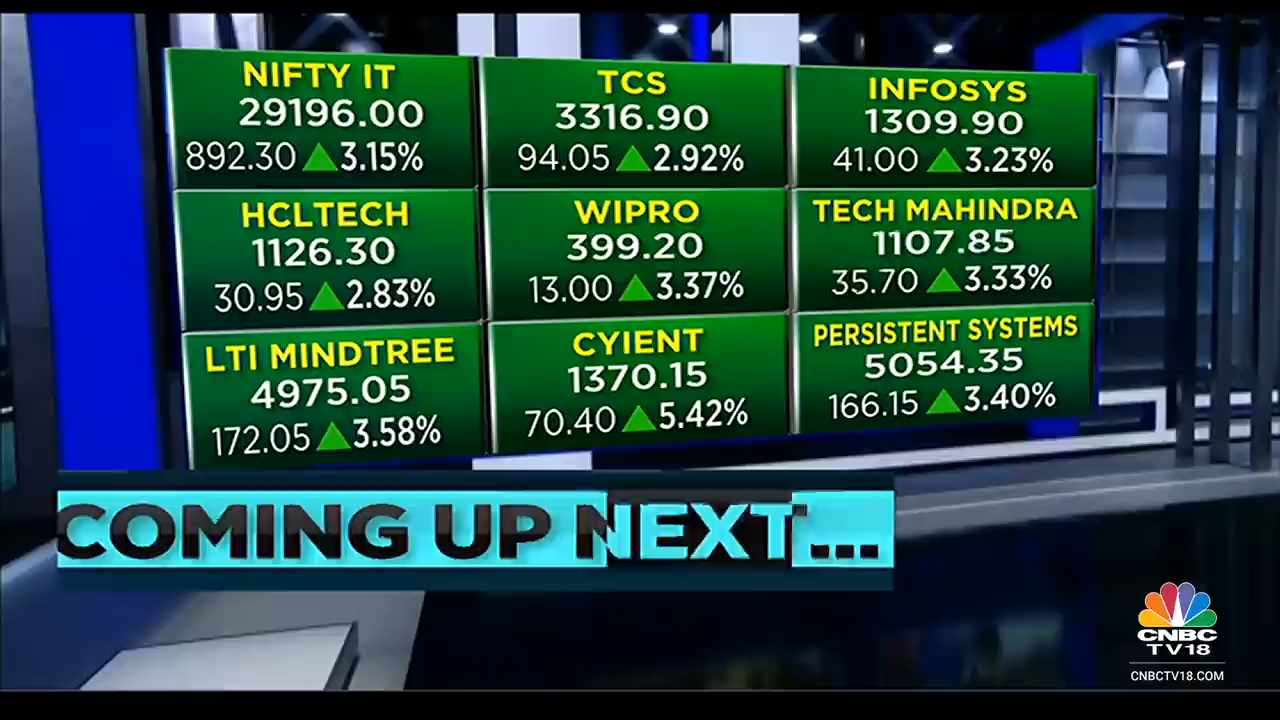 NIFTY IT
29196.00
892.30 ▲ 3.15%
TCS
3316.90
94.05 ▲ 2.92%
INFOSYS
1309.90
41.00 ▲ 3.23%
HCLTECH
1126.30
30.95 ▲ 2.83%
WIPRO
399.20
13.00 ▲ 3.37%
TECH MAHINDRA
1107.85
35.70 ▲ 3.33%
LTI MINDTREE
4975.05
172.05 ▲ 3.58%
CYIENT
1370.15
70.40 ▲ 5.42%
PERSISTENT SYSTEMS
5054.35
166.15 ▲ 3.40%
COMING UP NEXT...
CNBC
TV18
CNBCTV18.COM